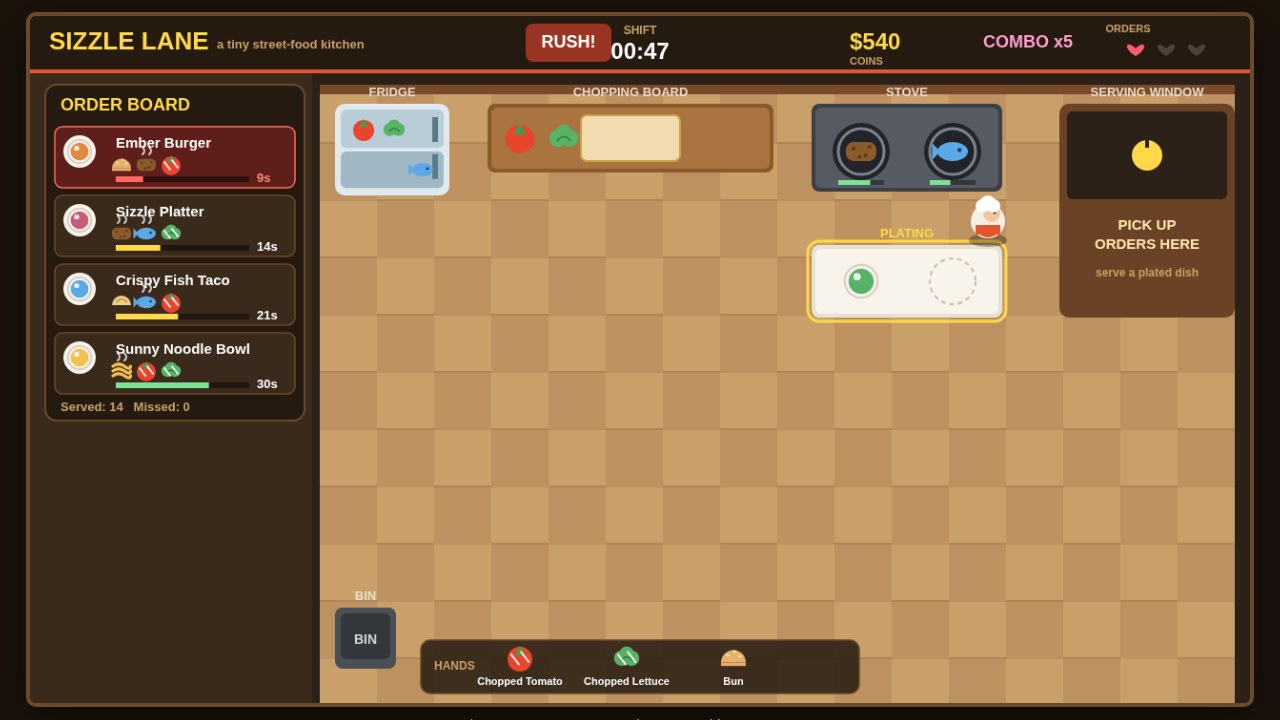 SIZZLE LANE a tiny street-food kitchen
RUSH!
SHIFT
00:47
$540
COINS
COMBO x5
ORDERS
ORDER BOARD
Ember Burger
9s
Sizzle Platter
14s
Crispy Fish Taco
21s
Sunny Noodle Bowl
30s
Served: 14 Missed: 0
FRIDGE
CHOPPING BOARD
STOVE
SERVING WINDOW
PLATING
PICK UP
ORDERS HERE
serve a plated dish
BIN
BIN
HANDS
Chopped Tomato
Chopped Lettuce
Bun